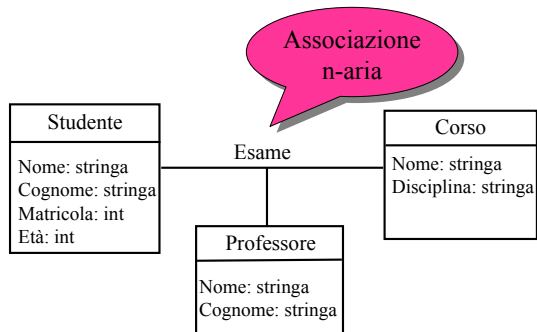 Associazione
n-aria
Studente
Nome: stringa
Cognome: stringa
Matricola: int
Età: int
Esame
Corso
Nome: stringa
Disciplina: stringa
Professore
Nome: stringa
Cognome: stringa